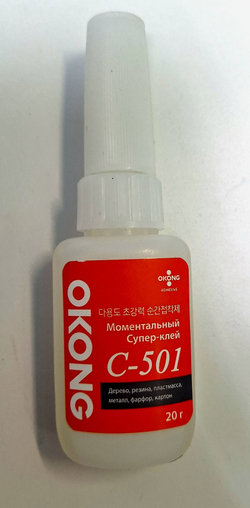 OKONG
ADHESIVE
OKONG
다용도 초강력 순간접착제
Моментальный
Супер-клей
C-501
Дерево, резина, пластмасса,
металл, фарфор, картон
20 г